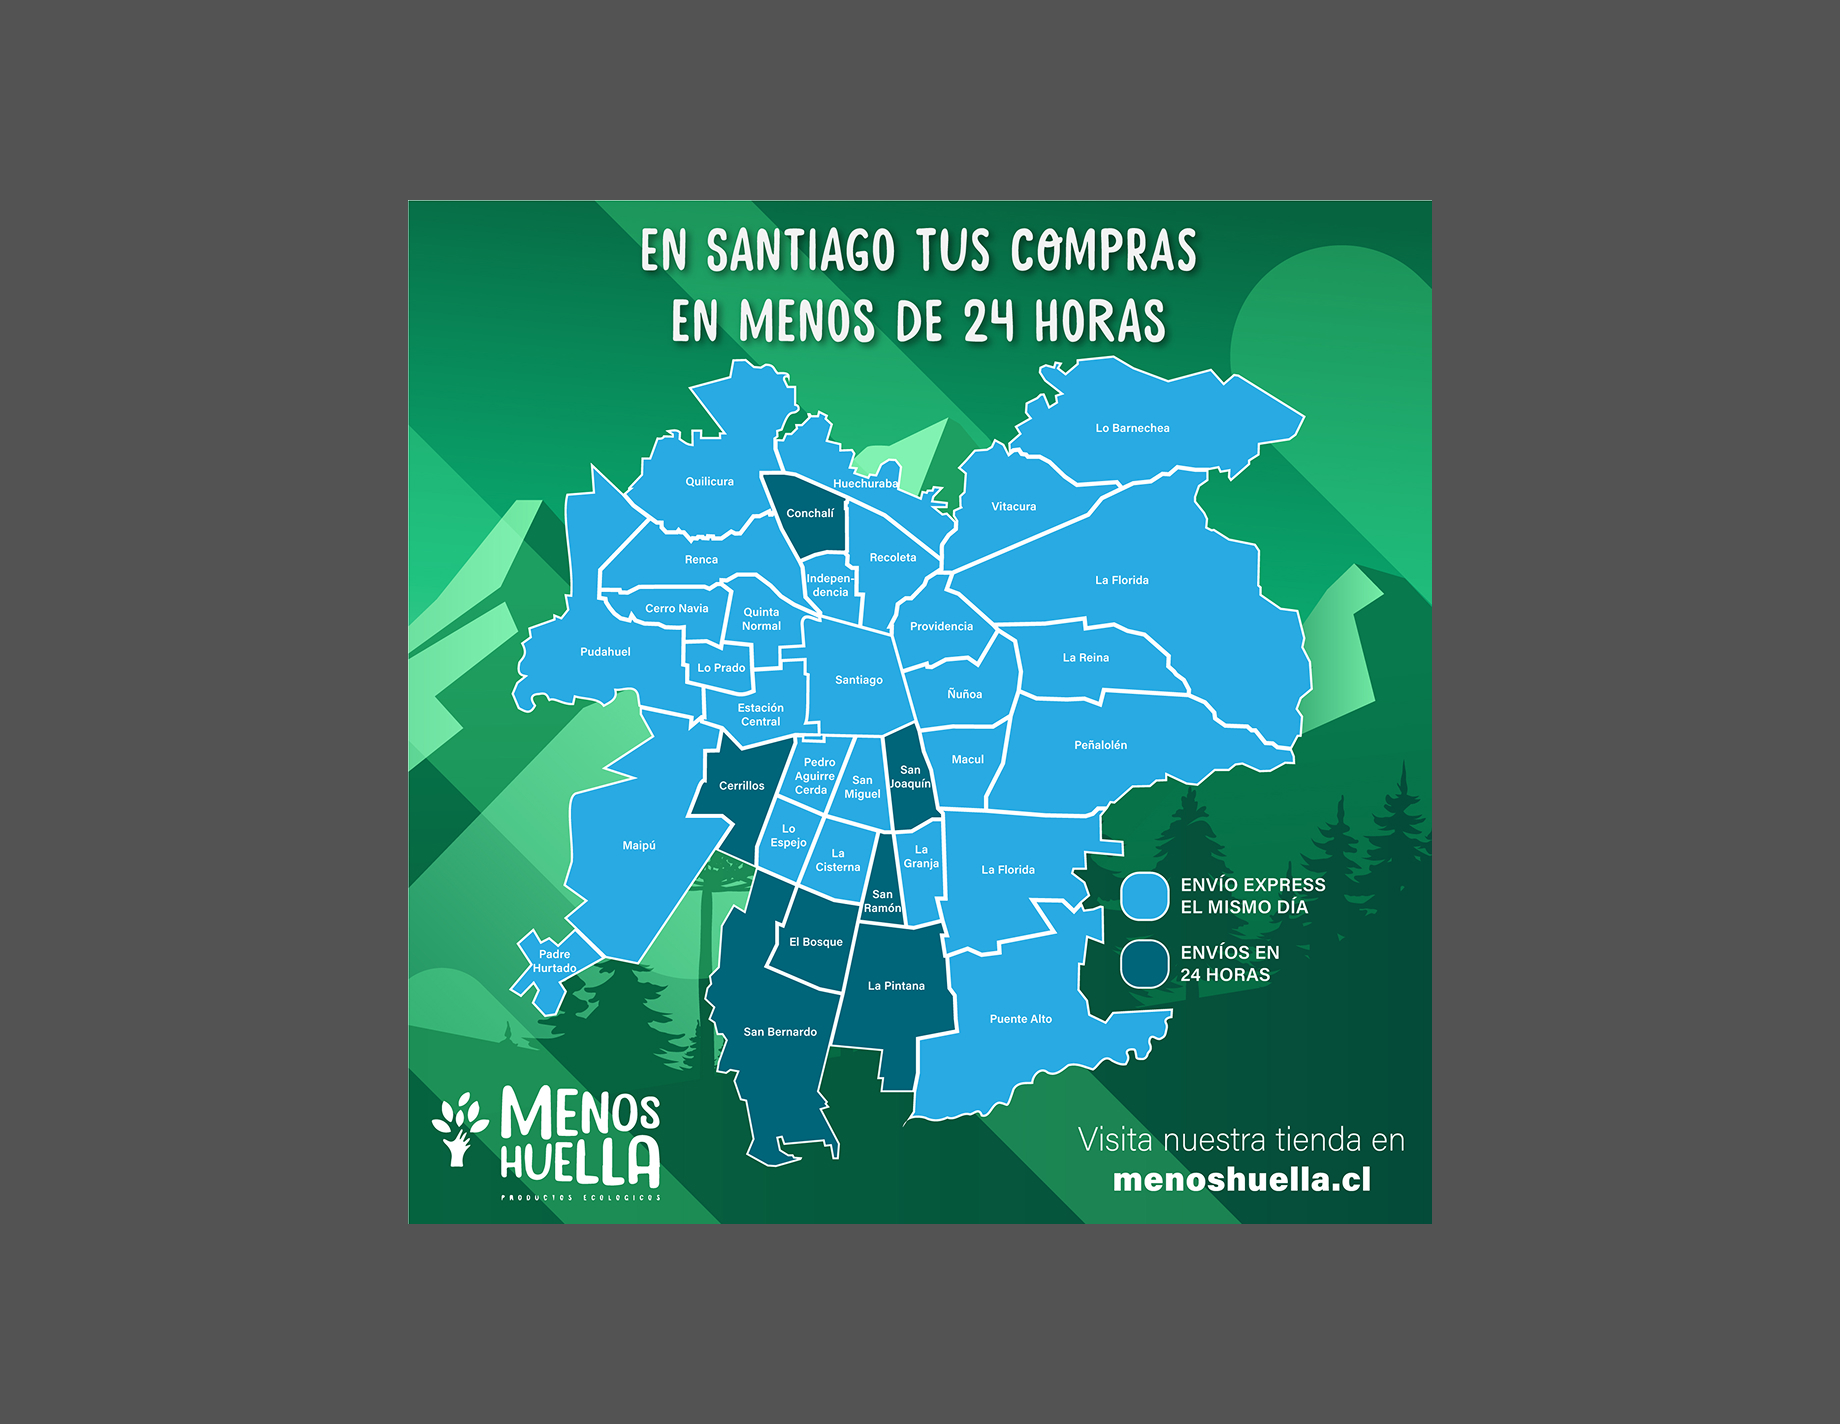 EN SANTIAGO TUS COMPRAS
EN MENOS DE 24 HORAS
Lo Barnechea
Quilicura
Huechuraba
Vitacura
Conchalí
Recoleta
Renca
La Florida
Indepen-
dencia
Cerro Navia
Quinta
Normal
Providencia
Pudahuel
La Reina
Lo Prado
Santiago
Ñuñoa
Estación
Central
Peñalolén
Macul
Pedro
Aguirre
Cerda
San
Joaquín
San
Miguel
Cerrillos
Lo
Espejo
Maipú
La
Cisterna
La
Granja
La Florida
San
Ramón
El Bosque
Padre
Hurtado
La Pintana
Puente Alto
San Bernardo
ENVÍO EXPRESS
EL MISMO DÍA
ENVÍOS EN
24 HORAS
MENOS
HUELLA
PRODUCTOS ECOLOGICOS
Visita nuestra tienda en
menoshuella.cl